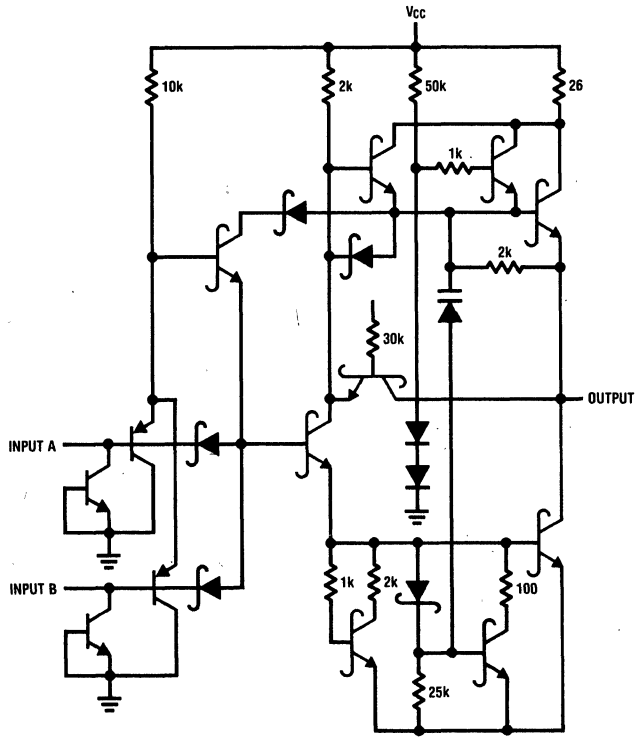 VCC
10k
2k
50k
26
1k
2k
30k
OUTPUT
INPUT A
INPUT B
1k
2k
100
25k